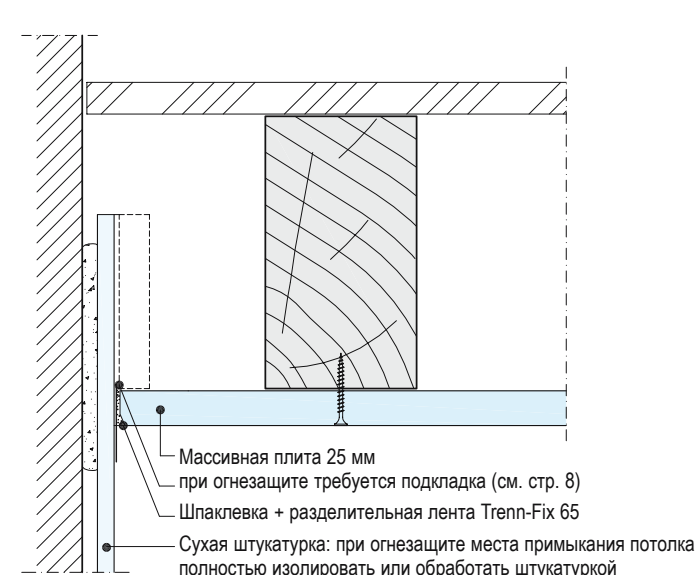 Массивная плита 25 мм
при огнезащите требуется подкладка (см. стр. 8)
Шпаклевка + разделительная лента Trenn-Fix 65
Сухая штукатурка: при огнезащите места примыкания потолка
полностью изолировать или обработать штукатуркой